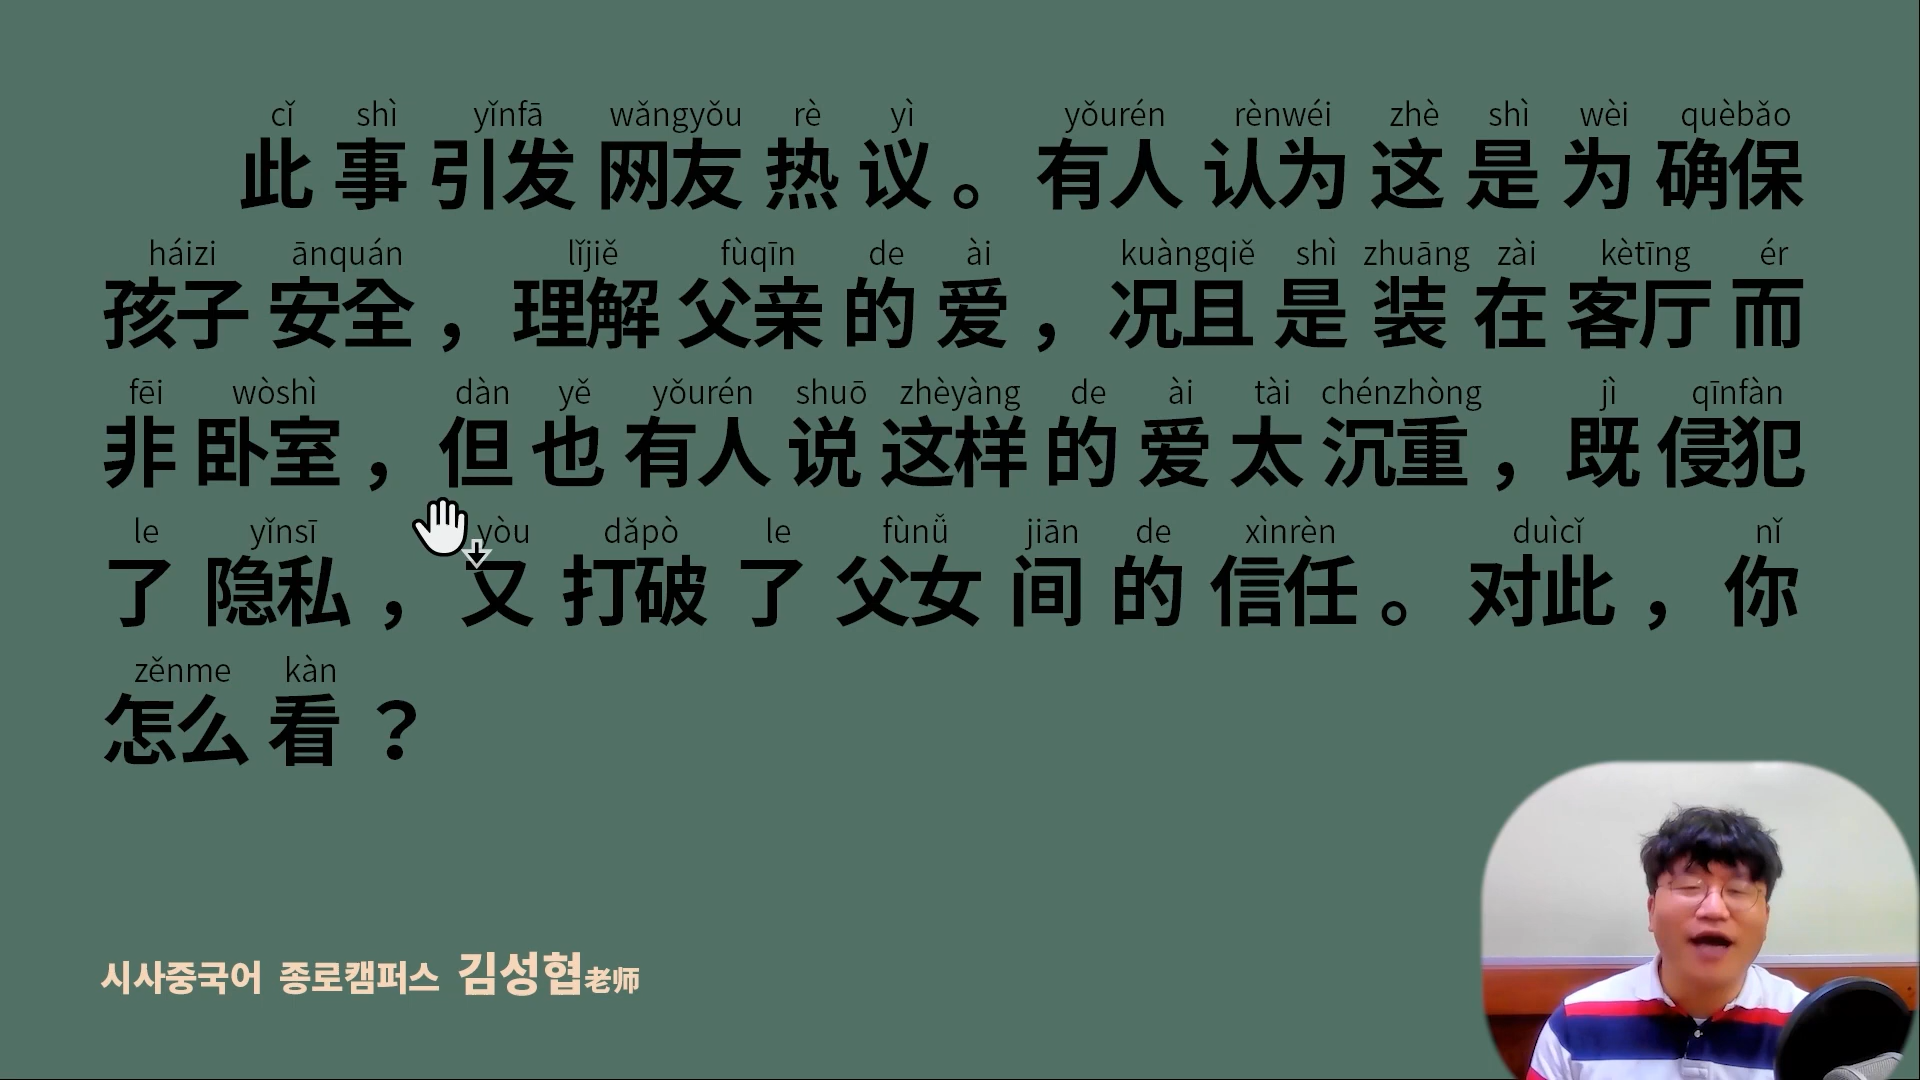 cǐ shì yǐnfā wǎngyǒu rè yì yǒurén rènwéi zhè shì wèi quèbǎo
此事引发网友热议。有人认为这是为确保
háizi ānquán lǐjiě fùqīn de ài kuàngqiě shì zhuāng zài kètīng ér
孩子安全，理解父亲的爱，况且是装在客厅而
fēi wòshì dàn yě yǒurén shuō zhèyàng de ài tài chénzhòng jì qīnfàn
非卧室，但也有人说这样的爱太沉重，既侵犯
le yǐnsī yòu dǎpò le fùnǚ jiān de xìnrèn duìcǐ nǐ
了隐私，又打破了父女间的信任。对此，你
zěnme kàn
怎么看？
시사중국어 종로캠퍼스 김성협老师